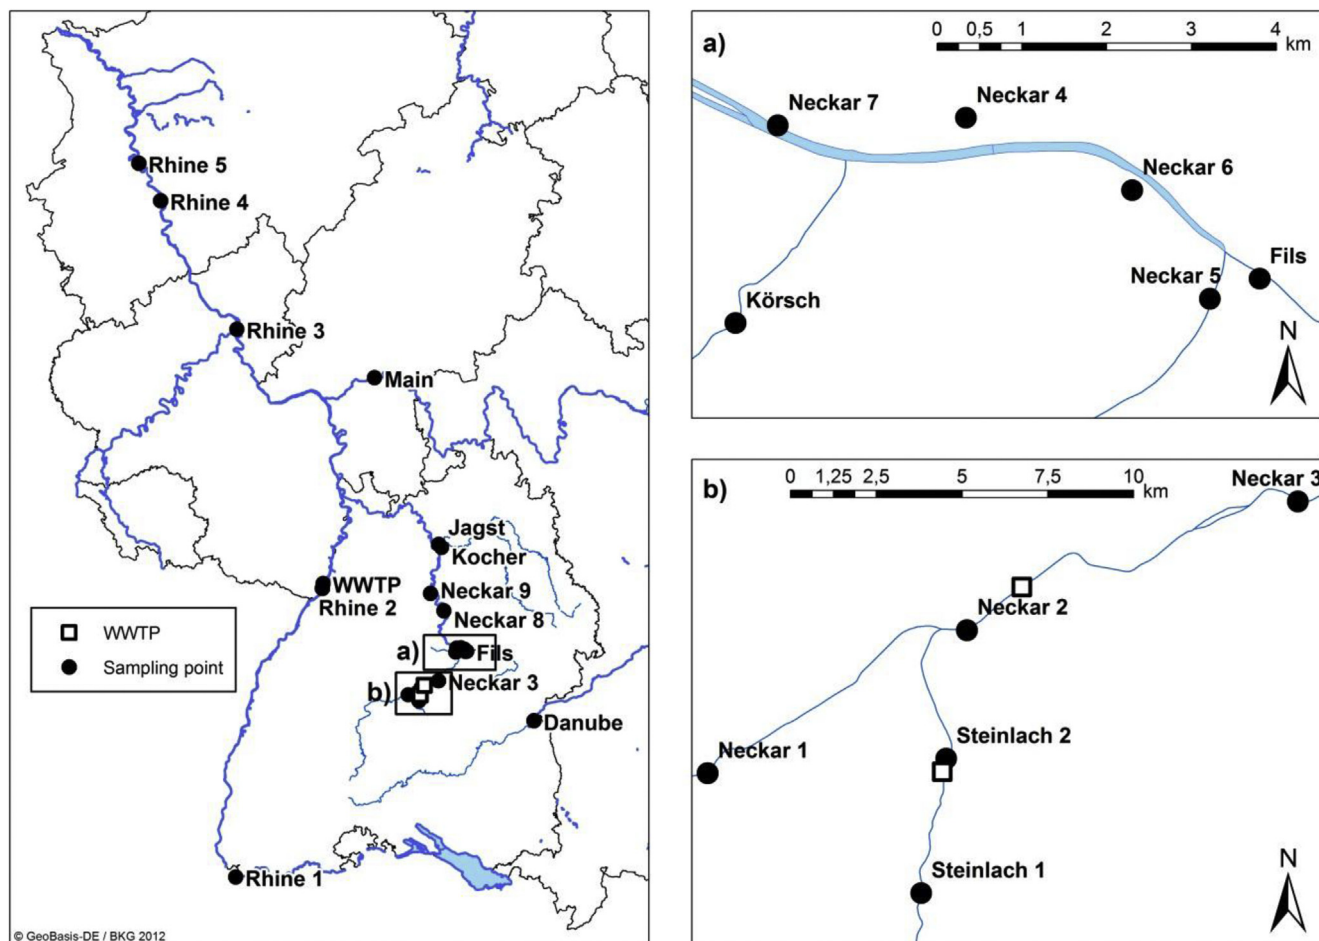 Rhine 5
Rhine 4
Rhine 3
Main
Jagst
Kocher
WWTP
Rhine 2
Neckar 9
Neckar 8
a)
Fils
b)
Neckar 3
Danube
Rhine 1
WWTP
Sampling point
© GeoBasis-DE / BKG 2012
a)
0 0,5 1 2 3 4
km
Neckar 7
Neckar 4
Neckar 6
Fils
Neckar 5
Körsch
N
b)
0 1,25 2,5 5 7,5 10
km
Neckar 3
Neckar 2
Neckar 1
Steinlach 2
Steinlach 1
N